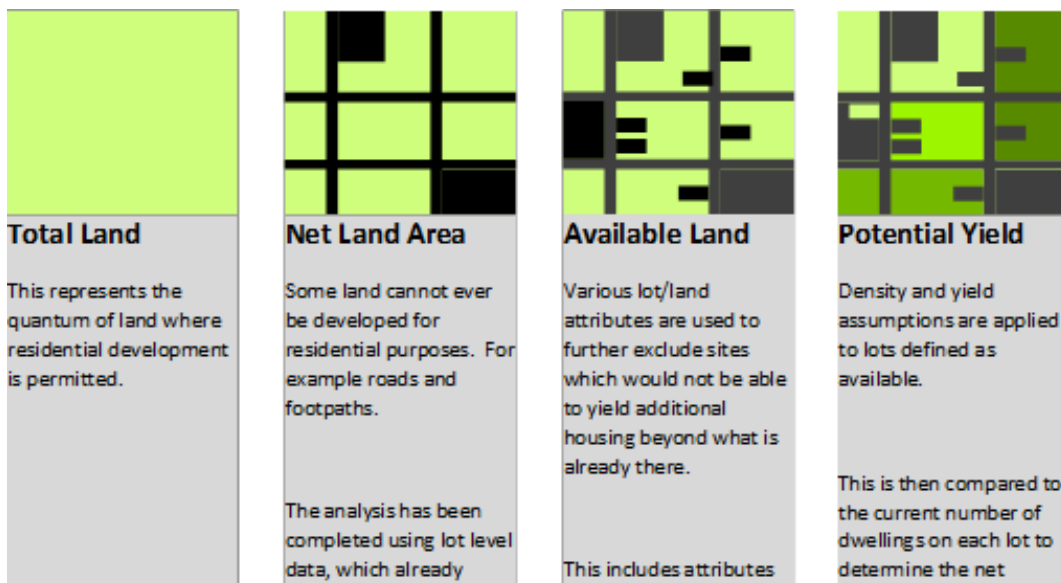 Total Land
This represents the
quantum of land where
residential development
is permitted.
Net Land Area
Some land cannot ever
be developed for
residential purposes. For
example roads and
footpaths.
The analysis has been
completed using lot level
data, which already
Available Land
Various lot/land
attributes are used to
further exclude sites
which would not be able
to yield additional
housing beyond what is
already there.
This includes attributes
Potential Yield
Density and yield
assumptions are applied
to lots defined as
available.
This is then compared to
the current number of
dwellings on each lot to
determine the net